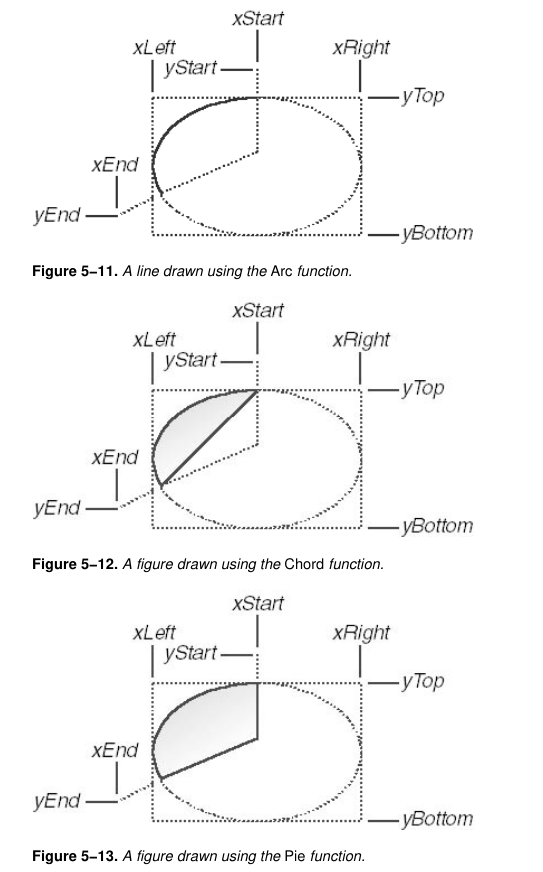 xStart
xLeft xRight
yStart
yTop
xEnd
yEnd
yBottom
Figure 5–11. A line drawn using the Arc function.
xStart
xLeft xRight
yStart
yTop
xEnd
yEnd
yBottom
Figure 5–12. A figure drawn using the Chord function.
xStart
xLeft xRight
yStart
yTop
xEnd
yEnd
yBottom
Figure 5–13. A figure drawn using the Pie function.